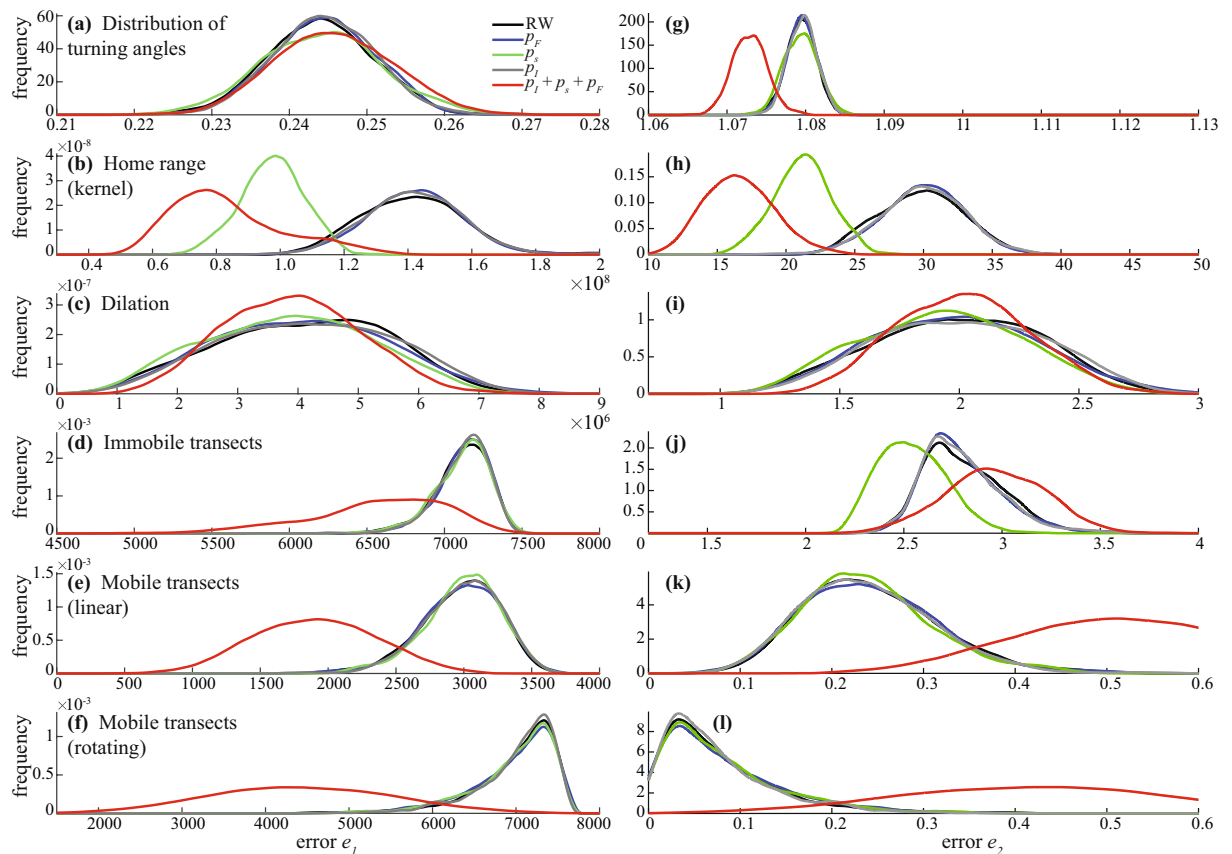 (a) Distribution of
turning angles
frequency
60
40
20
0
0.21 0.22 0.23 0.24 0.25 0.26 0.27 0.28
RW
p_F
p_s
p_I
p_I + p_s + p_F
(g)
200
150
100
50
0
1.06 1.07 1.08 1.09 11 1.11 1.12 1.13
(b) Home range
(kernel)
frequency
×10⁻⁸
4
3
2
1
0
0.4 0.6 0.8 1.0 1.2 1.4 1.6 1.8 2
×10⁸
(h)
0.15
0.10
0.05
0
10 15 20 25 30 35 40 45 50
(c) Dilation
frequency
×10⁻⁷
3
2
1
0
0 1 2 3 4 5 6 7 8 9
×10⁶
(i)
1
0.5
0
1 1.5 2 2.5 3
(d) Immobile transects
frequency
×10⁻³
2
1
0
4500 5000 5500 6000 6500 7000 7500 8000
(j)
2.0
1.5
1.0
0.5
0
1.5 2 2.5 3 3.5 4
(e) Mobile transects
(linear)
frequency
×10⁻³
1.5
1
0.5
0
0 500 1000 1500 2000 2500 3000 3500 4000
(k)
4
2
0
0 0.1 0.2 0.3 0.4 0.5 0.6
(f) Mobile transects
(rotating)
frequency
×10⁻³
1
0.5
0
2000 3000 4000 5000 6000 7000 8000
error e_1
(l)
8
6
4
2
0
0 0.1 0.2 0.3 0.4 0.5 0.6
error e_2